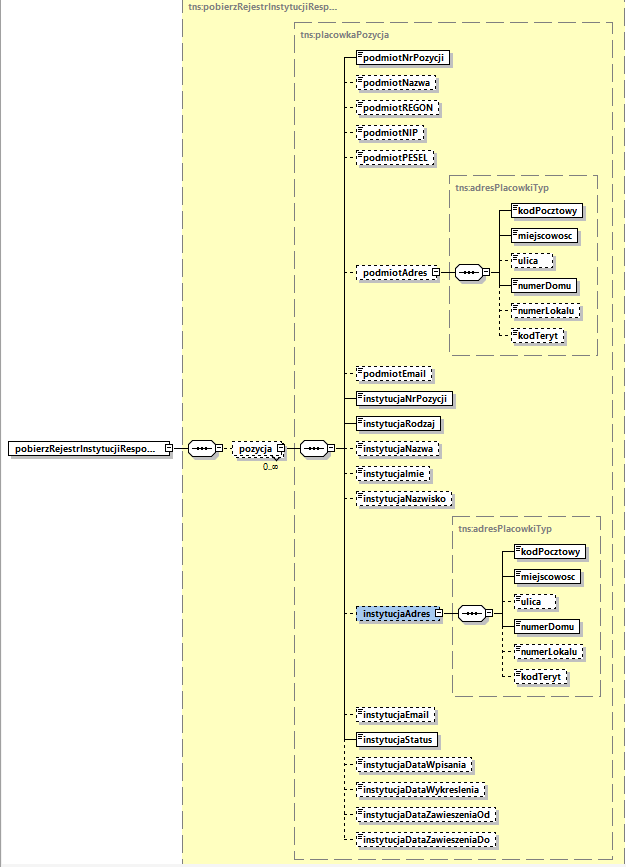 tns:pobierzRejestrInstytucjiResp...
tns:placowkaPozycja
podmiotNrPozycji
podmiotNazwa
podmiotREGON
podmiotNIP
podmiotPESEL
tns:adresPlacowkiTyp
kodPocztowy
miejscowosc
ulica
podmiotAdres
numerDomu
numerLokalu
kodTeryt
podmiotEmail
instytucjaNrPozycji
instytucjaRodzaj
pobierzRejestrInstytucjiRespo...
pozycja
0..∞
instytucjaNazwa
instytucjaImie
instytucjaNazwisko
tns:adresPlacowkiTyp
kodPocztowy
miejscowosc
ulica
instytucjaAdres
numerDomu
numerLokalu
kodTeryt
instytucjaEmail
instytucjaStatus
instytucjaDataWpisania
instytucjaDataWykreslenia
instytucjaDataZawieszeniaOd
instytucjaDataZawieszeniaDo